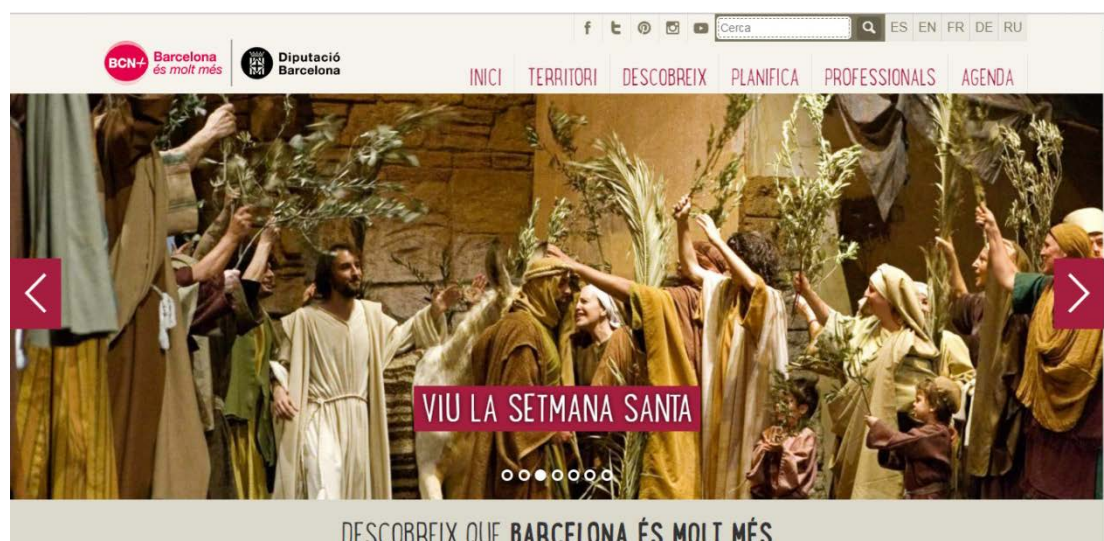 Cerca
ES EN FR DE RU
BCN+ Barcelona
és molt més
Diputació
Barcelona
INICI TERRITORI DESCOBREIX PLANIFICA PROFESSIONALS AGENDA
VIU LA SETMANA SANTA
DESCOBREIX QUE BARCELONA ÉS MOLT MÉS